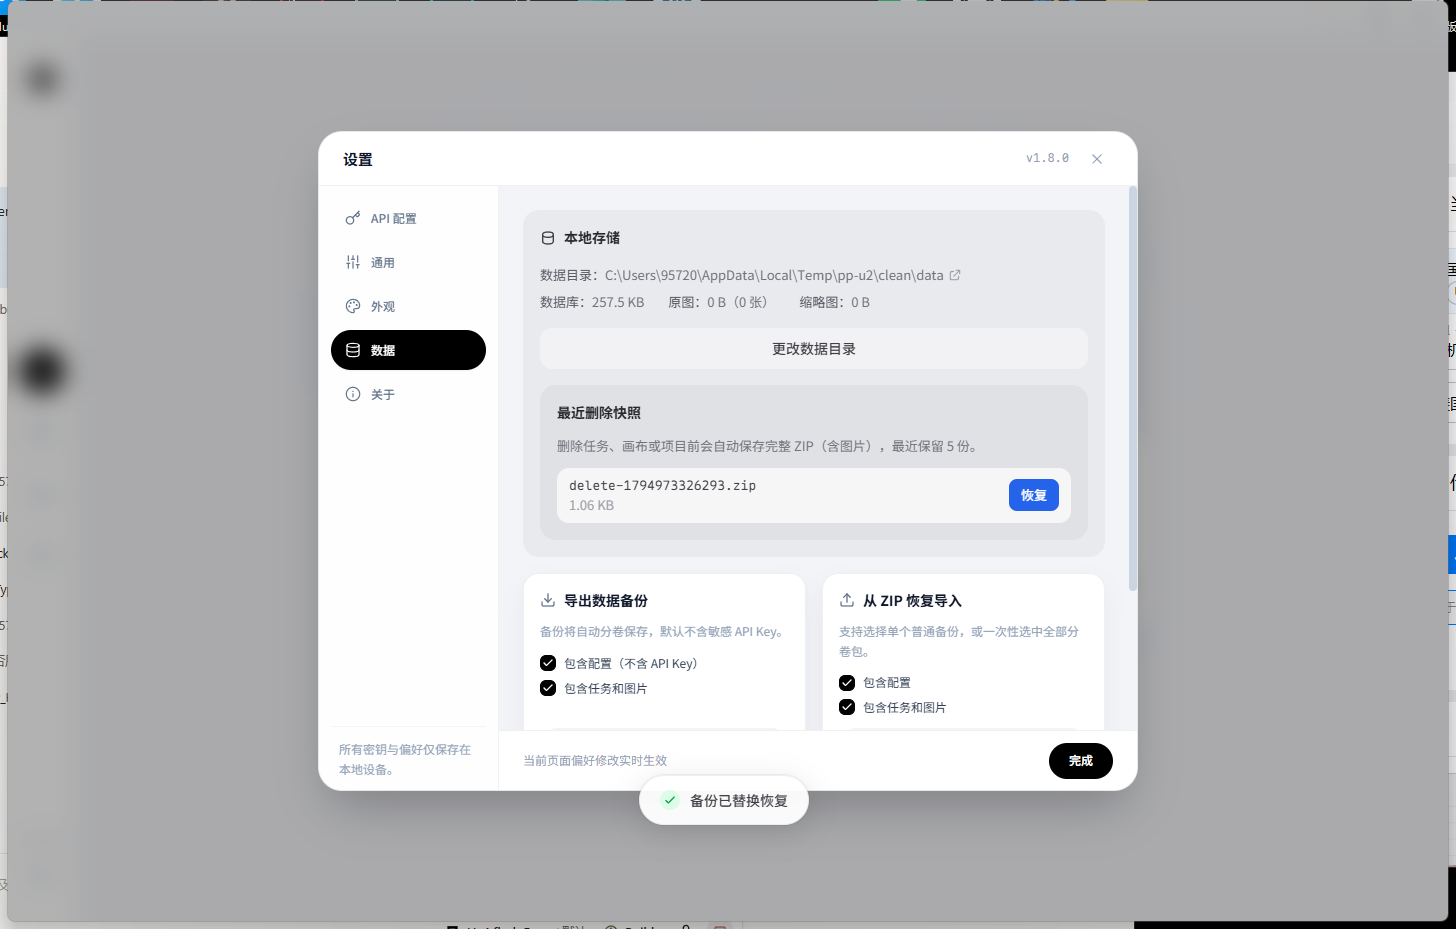 设置
v1.8.0
API 配置
通用
外观
数据
关于
所有密钥与偏好仅保存在
本地设备。
本地存储
数据目录：C:\Users\95720\AppData\Local\Temp\pp-u2\clean\data
数据库：257.5 KB 原图：0 B（0 张） 缩略图：0 B
更改数据目录
最近删除快照
删除任务、画布或项目前会自动保存完整 ZIP（含图片），最近保留 5 份。
delete-1794973326293.zip
1.06 KB
恢复
导出数据备份
备份将自动分卷保存，默认不含敏感 API Key。
包含配置（不含 API Key）
包含任务和图片
从 ZIP 恢复导入
支持选择单个普通备份，或一次性选中全部分
卷包。
包含配置
包含任务和图片
当前页面偏好修改实时生效
完成
备份已替换恢复